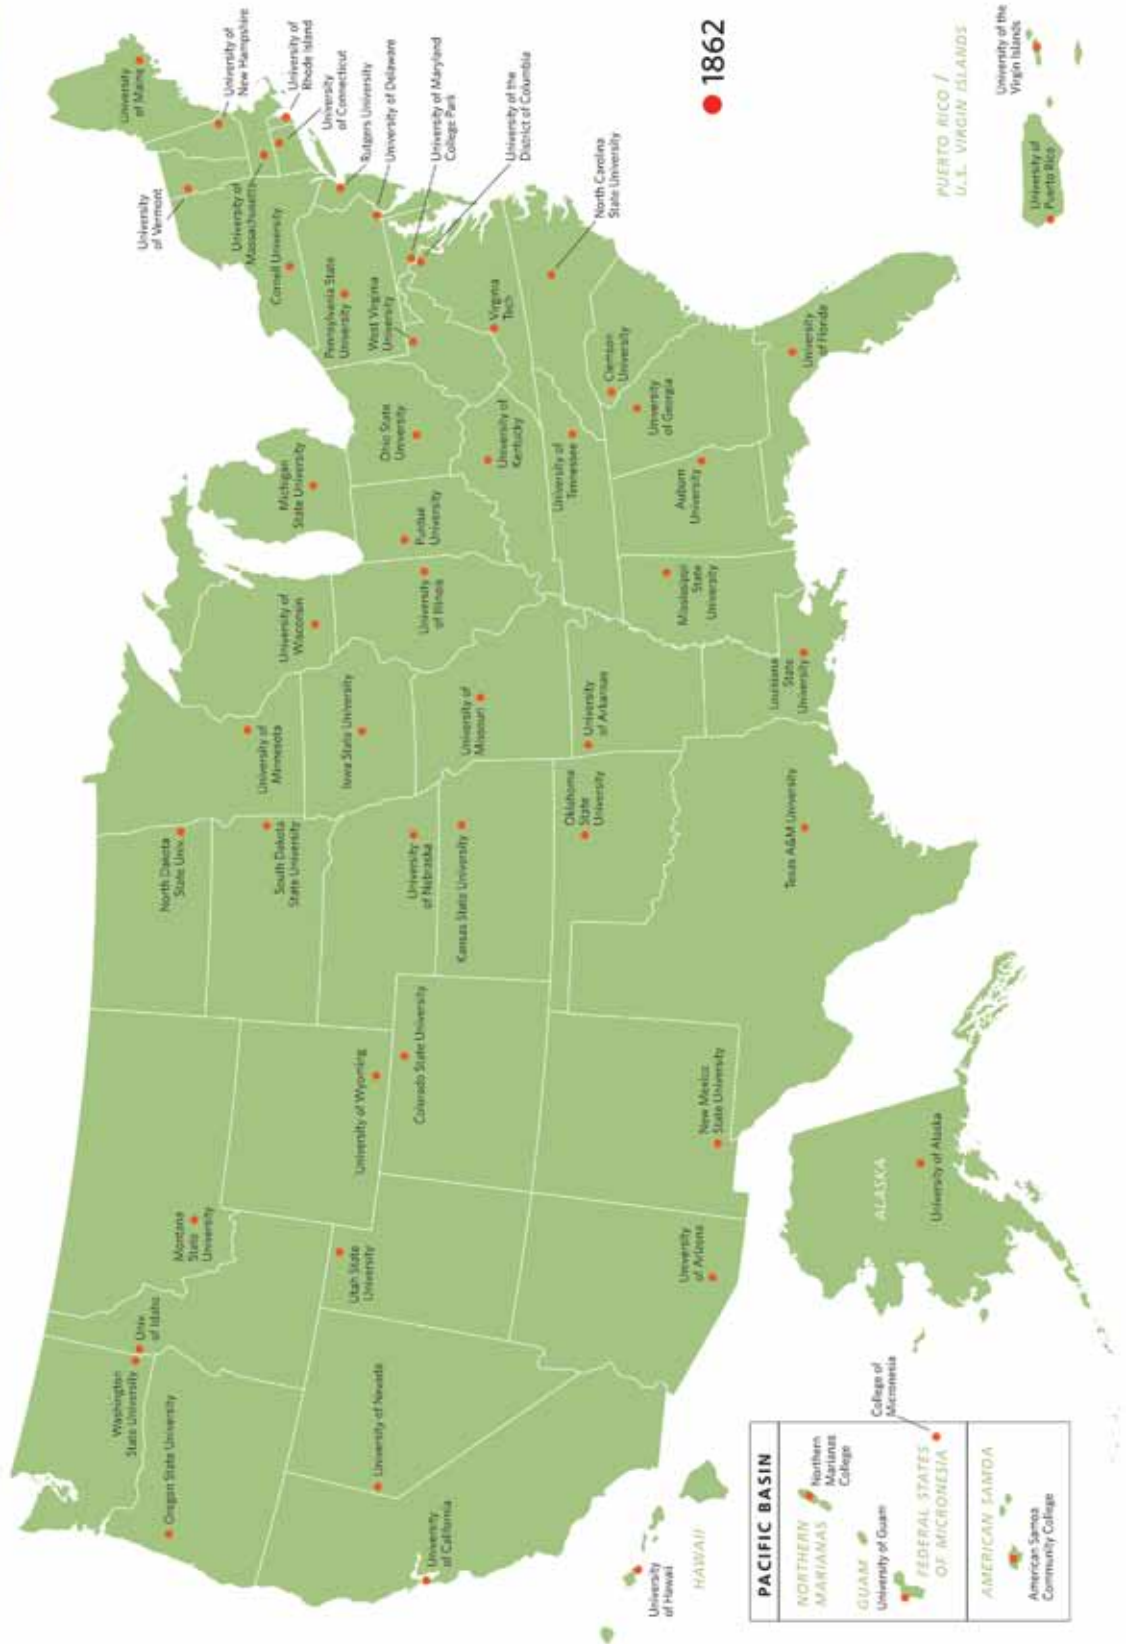 University
of Maine
University of
New Hampshire
University of
Rhode Island
University
of Connecticut
Rutgers University
University of Delaware
University of Maryland
College Park
University of the
District of Columbia
North Carolina
State University
University
of Vermont
University of
Massachusetts
Cornell University
Pennsylvania State
University
West Virginia
University
Virginia
Tech
Ohio State
University
University of
Kentucky
University of
Tennessee
Clemson
University
University
of Georgia
University
of Florida
Auburn
University
Michigan
State University
Purdue
University
University
of Illinois
University of
Wisconsin
Mississippi
State
University
Louisiana
State
University
University
of Arkansas
University of
Missouri
Iowa State University
University of
Minnesota
North Dakota
State Univ.
South Dakota
State University
University
of Nebraska
Kansas State University
Oklahoma
State
University
Texas A&M University
Colorado State University
University of Wyoming
New Mexico
State University
Montana
State
University
Utah State
University
University
of Arizona
Univ.
of Idaho
Washington
State University
Oregon State University
University of Nevada
University
of California
University
of Hawaii
HAWAII
ALASKA
University of Alaska
PACIFIC BASIN
NORTHERN
MARIANAS
Northern
Marianas
College
GUAM
University of Guam
FEDERAL STATES
OF MICRONESIA
College of
Micronesia
AMERICAN SAMOA
American Samoa
Community College
1862
PUERTO RICO /
U.S. VIRGIN ISLANDS
University of
Puerto Rico
University of the
Virgin Islands